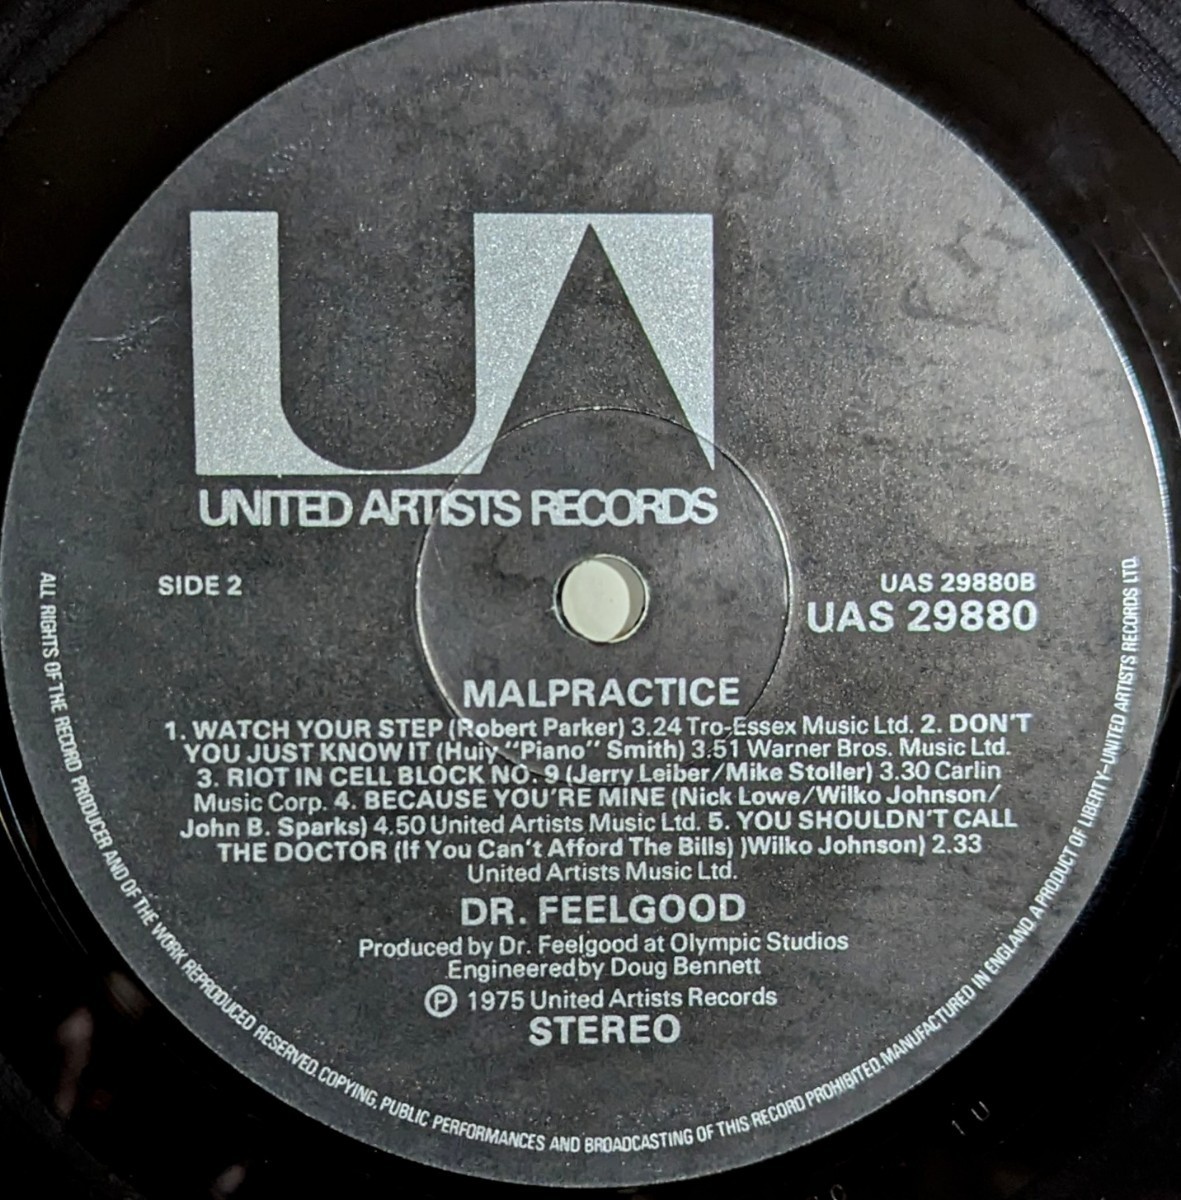 UA
UNITED ARTISTS RECORDS
SIDE 2
UAS 29880B
UAS 29880
MALPRACTICE
1. WATCH YOUR STEP (Robert Parker) 3.24 Tro-Essex Music Ltd. 2. DON'T
YOU JUST KNOW IT (Huiy "Piano" Smith) 3.51 Warner Bros. Music Ltd.
3. RIOT IN CELL BLOCK NO. 9 (Jerry Leiber/Mike Stoller) 3.30 Carlin
Music Corp. 4. BECAUSE YOU'RE MINE (Nick Lowe/Wilko Johnson/
John B. Sparks) 4.50 United Artists Music Ltd. 5. YOU SHOULDN'T CALL
THE DOCTOR (If You Can't Afford The Bills) )Wilko Johnson) 2.33
United Artists Music Ltd.
DR. FEELGOOD
Produced by Dr. Feelgood at Olympic Studios
Engineered by Doug Bennett
Ⓟ 1975 United Artists Records
STEREO
ALL RIGHTS OF THE RECORD PRODUCER AND OF THE WORK REPRODUCED RESERVED. COPYING, PUBLIC PERFORMANCES AND BROADCASTING OF THIS RECORD PROHIBITED. MANUFACTURED IN ENGLAND. A PRODUCT OF LIBERTY-UNITED ARTISTS RECORDS LTD.